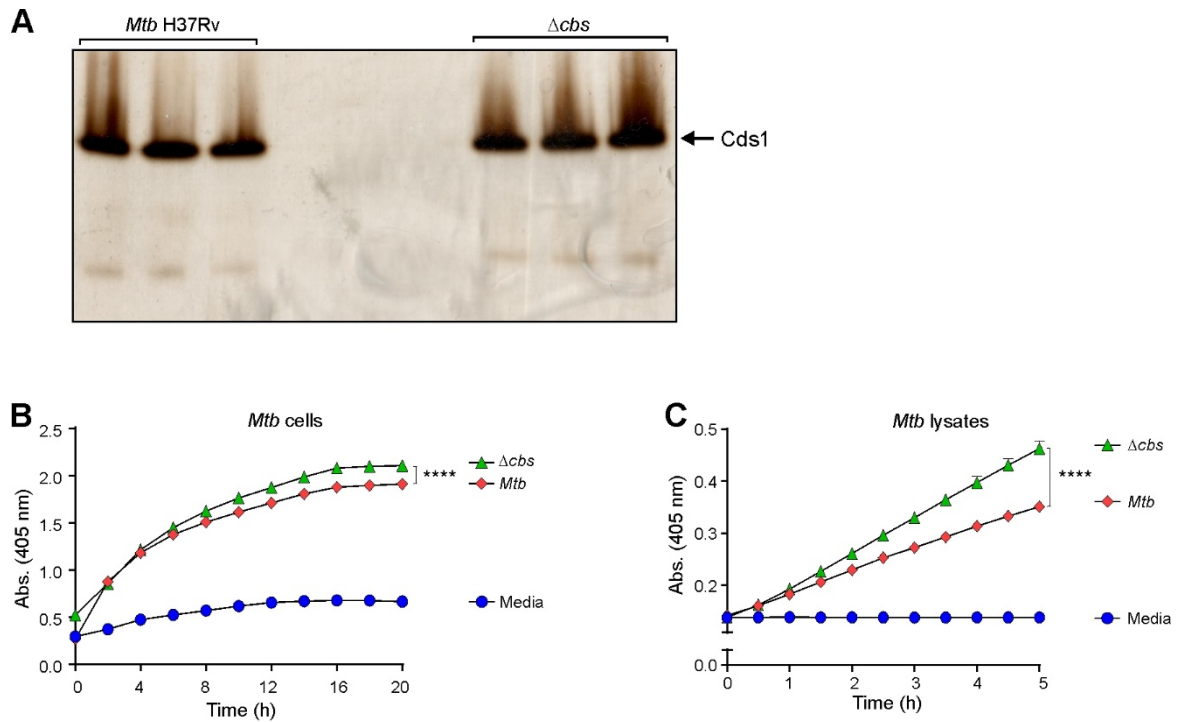 A
Mtb H37Rv
Δcbs
Cds1
B
Mtb cells
2.5
2.0
1.5
1.0
0.5
0.0
Abs. (405 nm)
0 4 8 12 16 20
Time (h)
Δcbs
****
Mtb
Media
C
Mtb lysates
0.5
0.4
0.3
0.2
0.0
Abs. (405 nm)
0 1 2 3 4 5
Time (h)
Δcbs
****
Mtb
Media